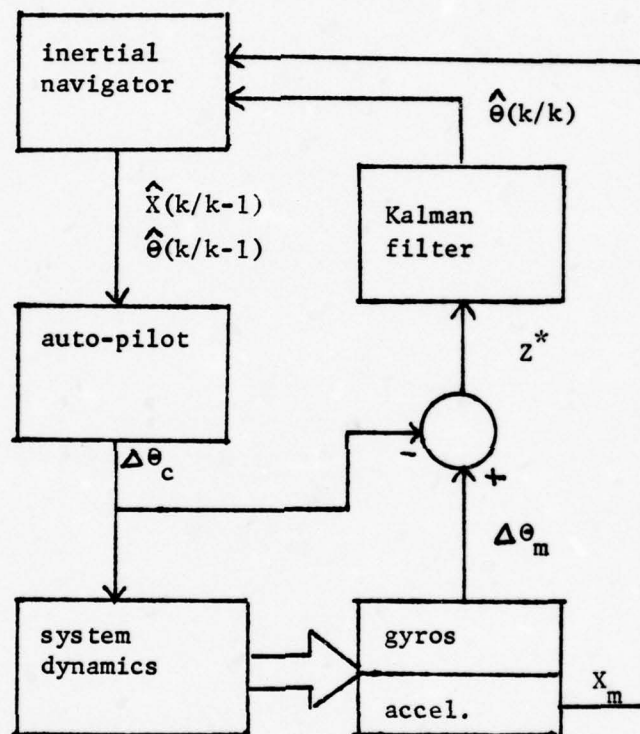 inertial
navigator
θ̂(k/k)
X̂(k/k-1)
θ̂(k/k-1)
Kalman
filter
auto-pilot
Z*
-
+
Δθc
Δθm
system
dynamics
gyros
accel.
Xm